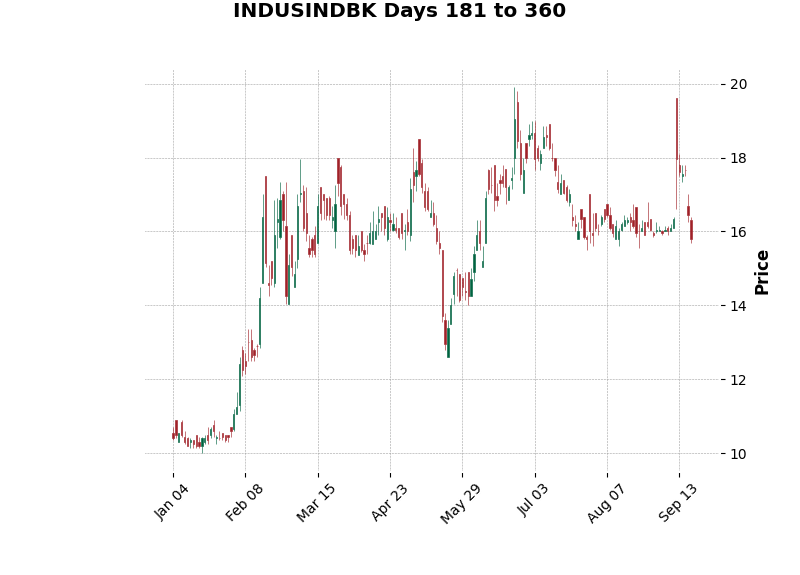 INDUSINDBK Days 181 to 360
20
18
16
14
12
10
Price
Jan 04
Feb 08
Mar 15
Apr 23
May 29
Jul 03
Aug 07
Sep 13